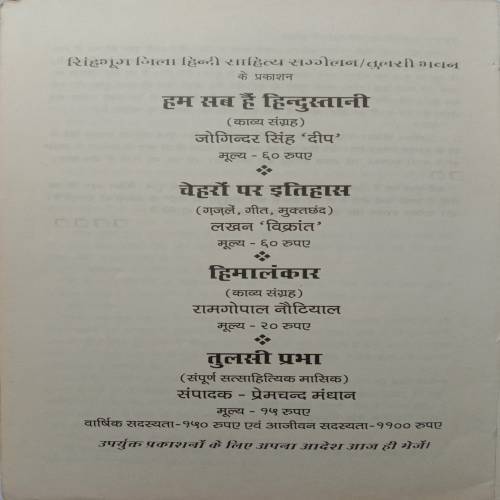 सिंहभूम जिला हिन्दी साहित्य सम्मेलन/तुलसी भवन
के प्रकाशन
हम सब हैं हिन्दुस्तानी
(काव्य संग्रह)
जोगिन्दर सिंह ‘दीप’
मूल्य - ६० रुपए
चेहरों पर इतिहास
(ग़ज़लें, गीत, मुक्तछंद)
लखन ‘विक्रांत’
मूल्य - ६० रुपए
हिमालंकार
(काव्य संग्रह)
रामगोपाल नौटियाल
मूल्य - २० रुपए
तुलसी प्रभा
(संपूर्ण सत्साहित्यिक मासिक)
संपादक - प्रेमचन्द मंधान
मूल्य - १५ रुपए
वार्षिक सदस्यता-१५० रुपए एवं आजीवन सदस्यता-११०० रुपए
उपर्युक्त प्रकाशनों के लिए अपना आदेश आज ही भेजें।